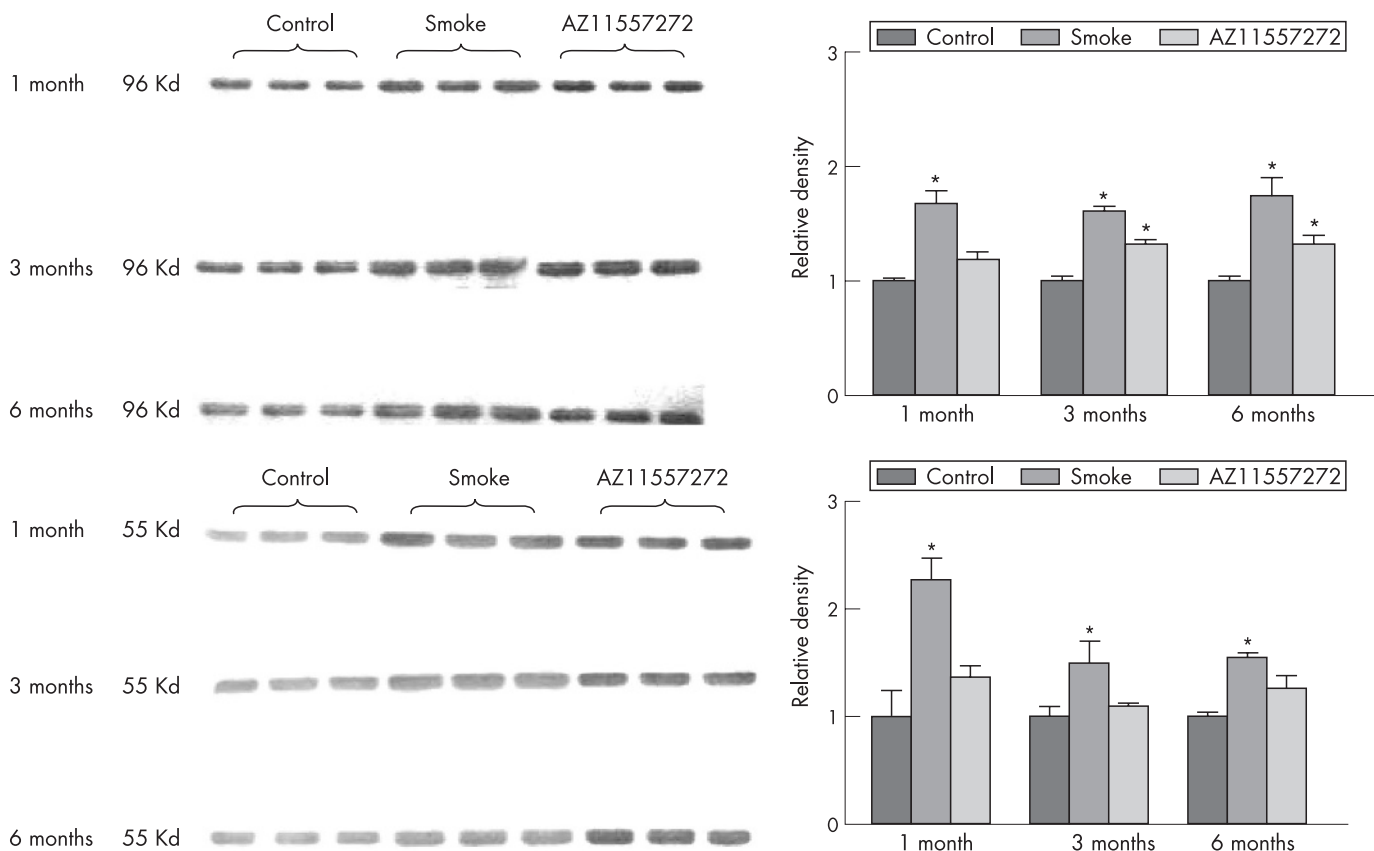 Control Smoke AZ11557272
1 month 96 Kd
3 months 96 Kd
6 months 96 Kd
Control Smoke AZ11557272
3
2
1
0
Relative density
* * * * *
1 month 3 months 6 months
Control Smoke AZ11557272
1 month 55 Kd
3 months 55 Kd
6 months 55 Kd
Control Smoke AZ11557272
3
2
1
0
Relative density
* * *
1 month 3 months 6 months